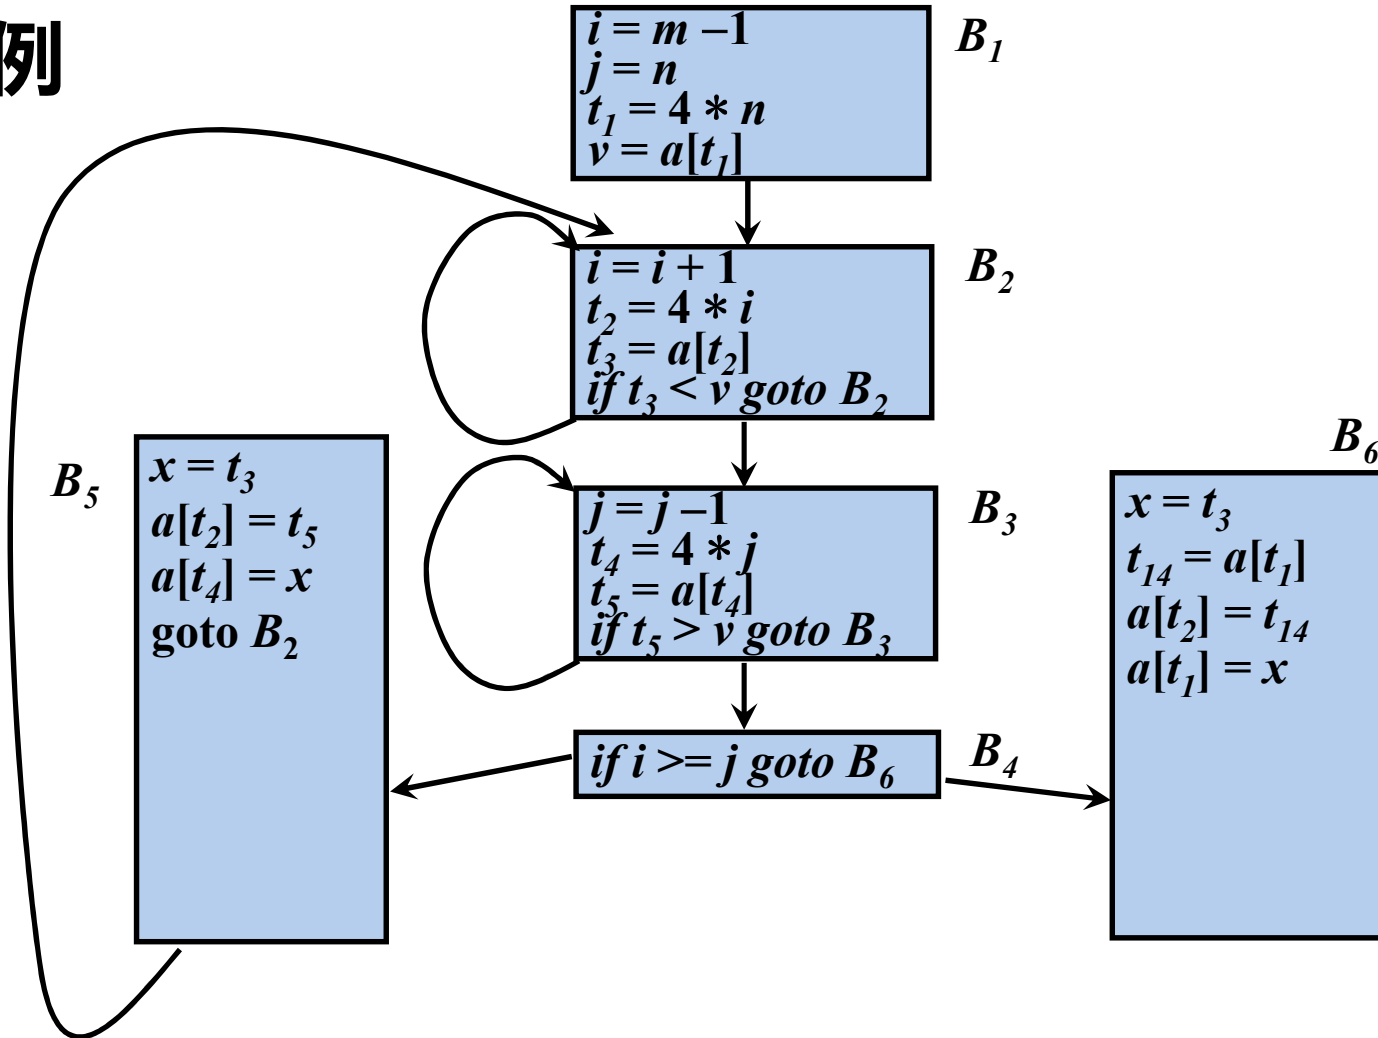 例
i = m –1
j = n
t₁ = 4 * n
v = a[t₁]
B₁
i = i + 1
t₂ = 4 * i
t₃ = a[t₂]
if t₃ < v goto B₂
B₂
j = j –1
t₄ = 4 * j
t₅ = a[t₄]
if t₅ > v goto B₃
B₃
if i >= j goto B₆
B₄
B₅
x = t₃
a[t₂] = t₅
a[t₄] = x
goto B₂
B₆
x = t₃
t₁₄ = a[t₁]
a[t₂] = t₁₄
a[t₁] = x